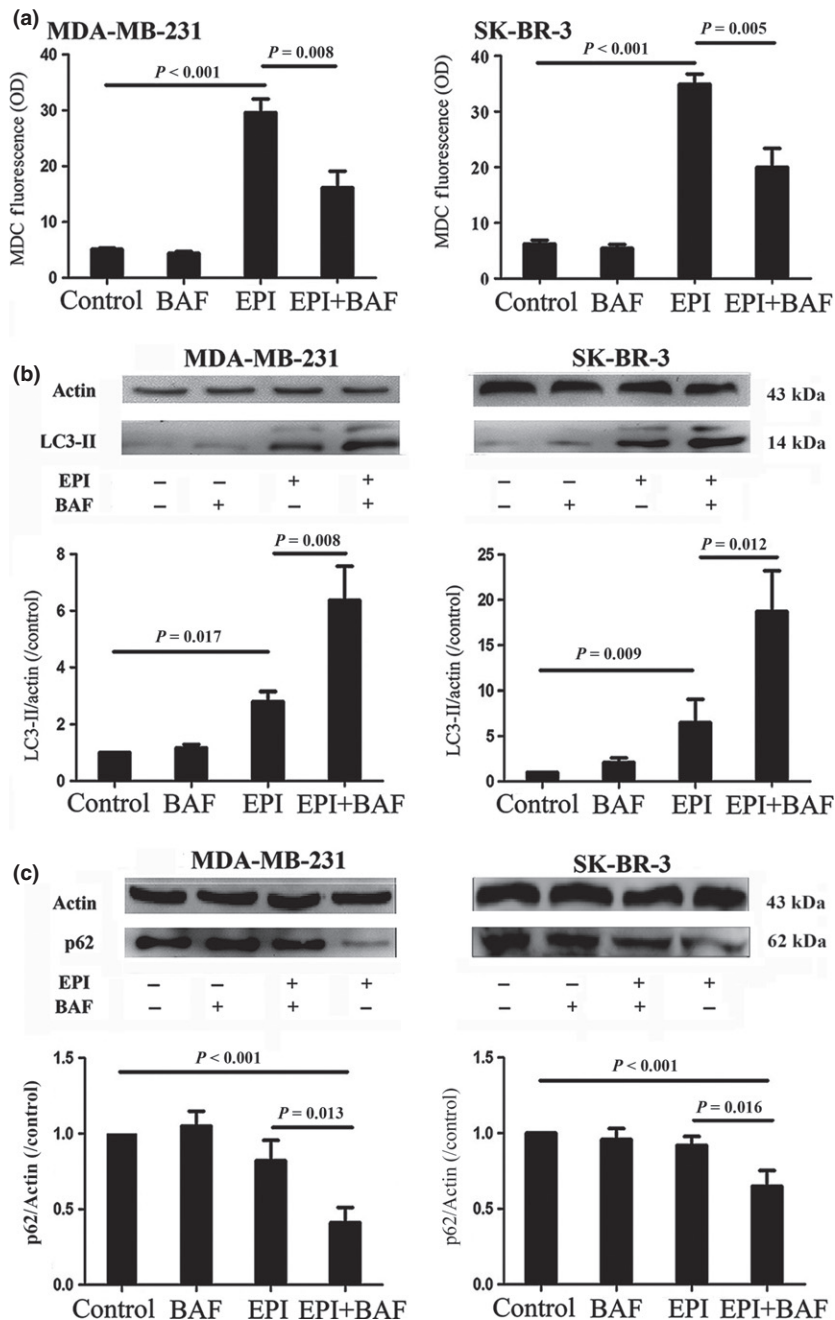 (a)
MDA-MB-231
SK-BR-3
MDC fluorescence (OD)
40
30
20
10
0
P < 0.001
P = 0.008
Control BAF EPI EPI+BAF
MDC fluorescence (OD)
40
30
20
10
0
P < 0.001
P = 0.005
Control BAF EPI EPI+BAF
(b)
MDA-MB-231
SK-BR-3
Actin
43 kDa
LC3-II
14 kDa
EPI – – + + – – + +
BAF – + – + – + – +
LC3-II/actin (/control)
8
6
4
2
0
P = 0.017
P = 0.008
Control BAF EPI EPI+BAF
LC3-II/actin (/control)
25
20
15
10
5
0
P = 0.009
P = 0.012
Control BAF EPI EPI+BAF
(c)
MDA-MB-231
SK-BR-3
Actin
43 kDa
p62
62 kDa
EPI – – + + – – + +
BAF – + + – – + + –
p62/Actin (/control)
1.5
1.0
0.5
0.0
P < 0.001
P = 0.013
Control BAF EPI EPI+BAF
p62/Actin (/control)
1.5
1.0
0.5
0.0
P < 0.001
P = 0.016
Control BAF EPI EPI+BAF